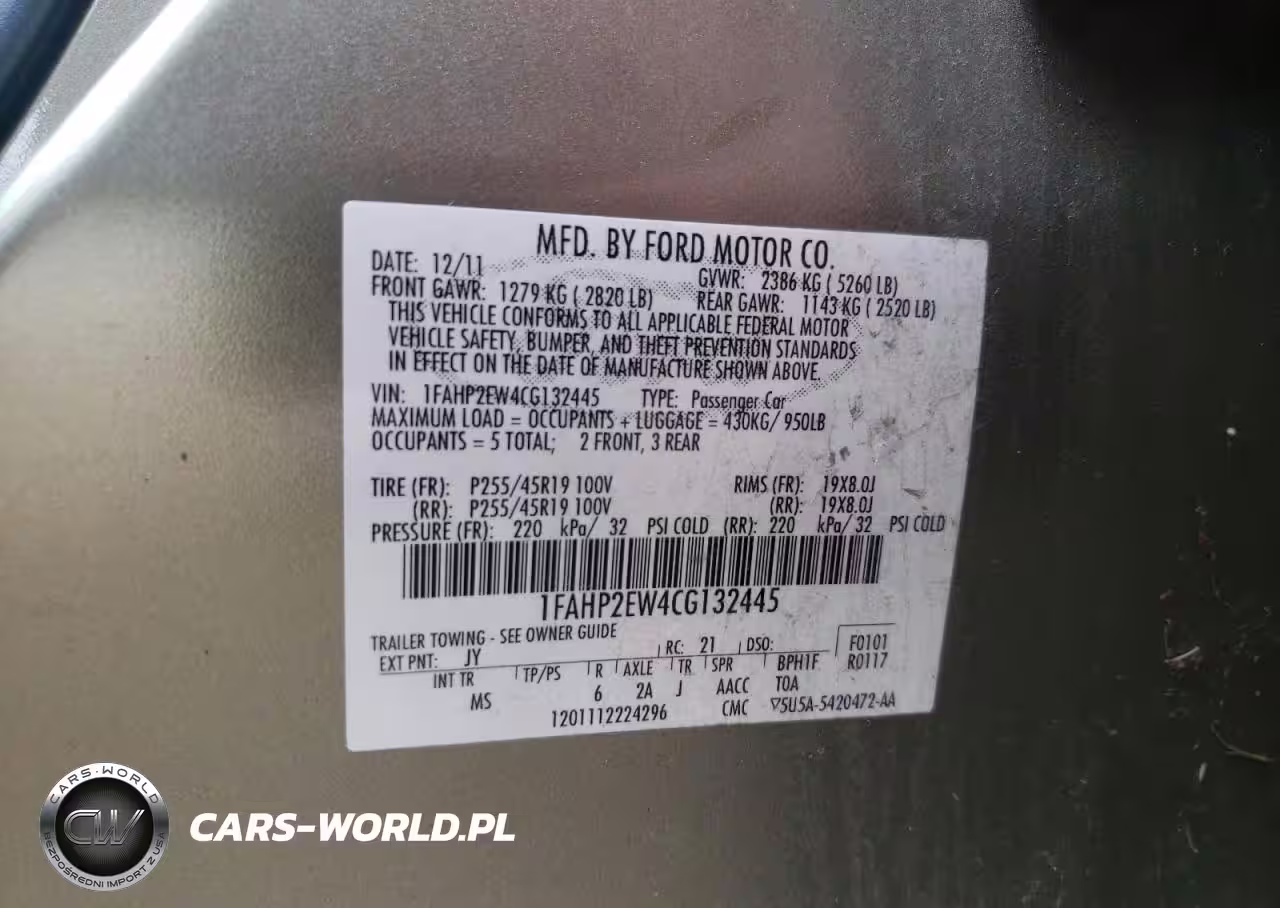 MFD. BY FORD MOTOR CO.
DATE: 12/11 GVWR: 2386 KG ( 5260 LB)
FRONT GAWR: 1279 KG ( 2820 LB) REAR GAWR: 1143 KG ( 2520 LB)
THIS VEHICLE CONFORMS TO ALL APPLICABLE FEDERAL MOTOR
VEHICLE SAFETY, BUMPER, AND THEFT PREVENTION STANDARDS
IN EFFECT ON THE DATE OF MANUFACTURE SHOWN ABOVE.
VIN: 1FAHP2EW4CG132445 TYPE: Passenger Car
MAXIMUM LOAD = OCCUPANTS + LUGGAGE = 430KG/ 950LB
OCCUPANTS = 5 TOTAL; 2 FRONT, 3 REAR
TIRE (FR): P255/45R19 100V RIMS (FR): 19X8.0J
(RR): P255/45R19 100V (RR): 19X8.0J
PRESSURE (FR): 220 kPa/ 32 PSI COLD (RR): 220 kPa/ 32 PSI COLD
1FAHP2EW4CG132445
TRAILER TOWING - SEE OWNER GUIDE
EXT PNT: JY RC: 21 DSO: F0101
R0117
INT TR TP/PS R AXLE TR SPR BPH1F
MS 6 2A J AACC TOA
1201112224296 CMC ▽5U5A-5420472-AA
CARS-WORLD
CW
BEZPOŚREDNI IMPORT Z USA
CARS-WORLD.PL